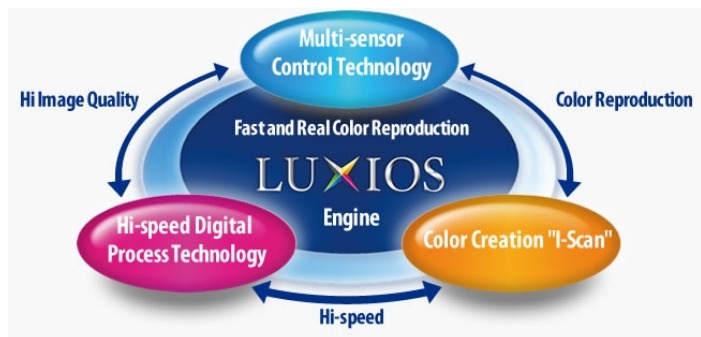 Multi-sensor
Control Technology
Hi Image Quality
Color Reproduction
Fast and Real Color Reproduction
LUXIOS
Engine
Hi-speed Digital
Process Technology
Color Creation "I-Scan"
Hi-speed